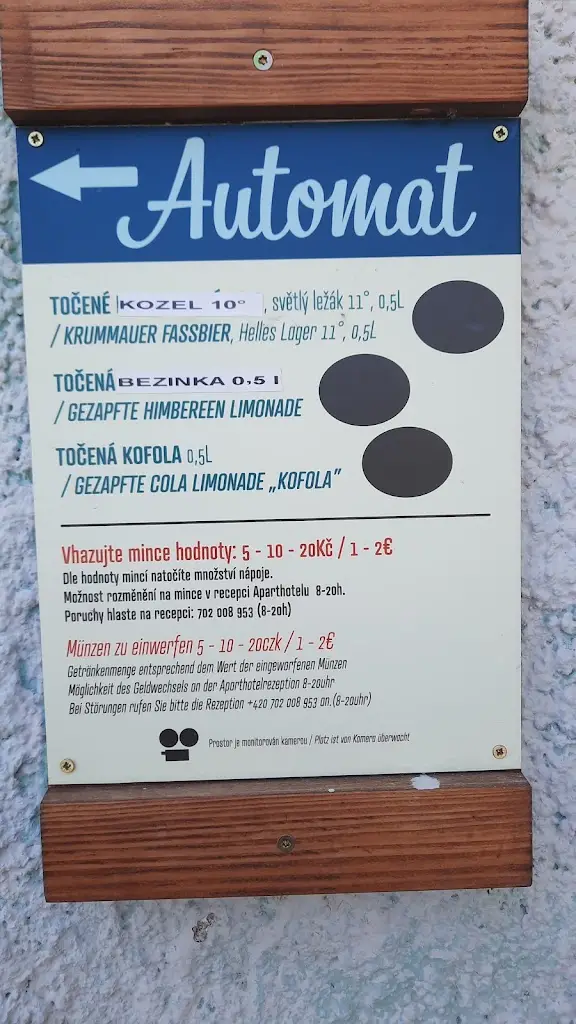 Automat
TOČENÉ KOZEL 10°, světlý ležák 11°, 0,5L
/ KRUMMAUER FASSBIER, Helles Lager 11°, 0,5L
TOČENÁ BEZINKA 0,5 l
/ GEZAPFTE HIMBEREEN LIMONADE
TOČENÁ KOFOLA 0,5L
/ GEZAPFTE COLA LIMONADE „KOFOLA"
Vhazujte mince hodnoty: 5 - 10 - 20Kč / 1 - 2€
Dle hodnoty mincí natočíte množství nápoje.
Možnost rozměnění na mince v recepci Aparthotelu 8-20h.
Poruchy hlaste na recepci: 702 008 953 (8-20h)
Münzen zu einwerfen 5 - 10 - 20czk / 1 - 2€
Getränkenmenge entsprechend dem Wert der eingeworfenen Münzen
Möglichkeit des Geldwechsels an der Aparthotelrezeption 8-20uhr
Bei Störungen rufen Sie bitte die Rezeption +420 702 008 953 an.(8-20uhr)
Prostor je monitorován kamerou / Platz ist von Kamera überwacht